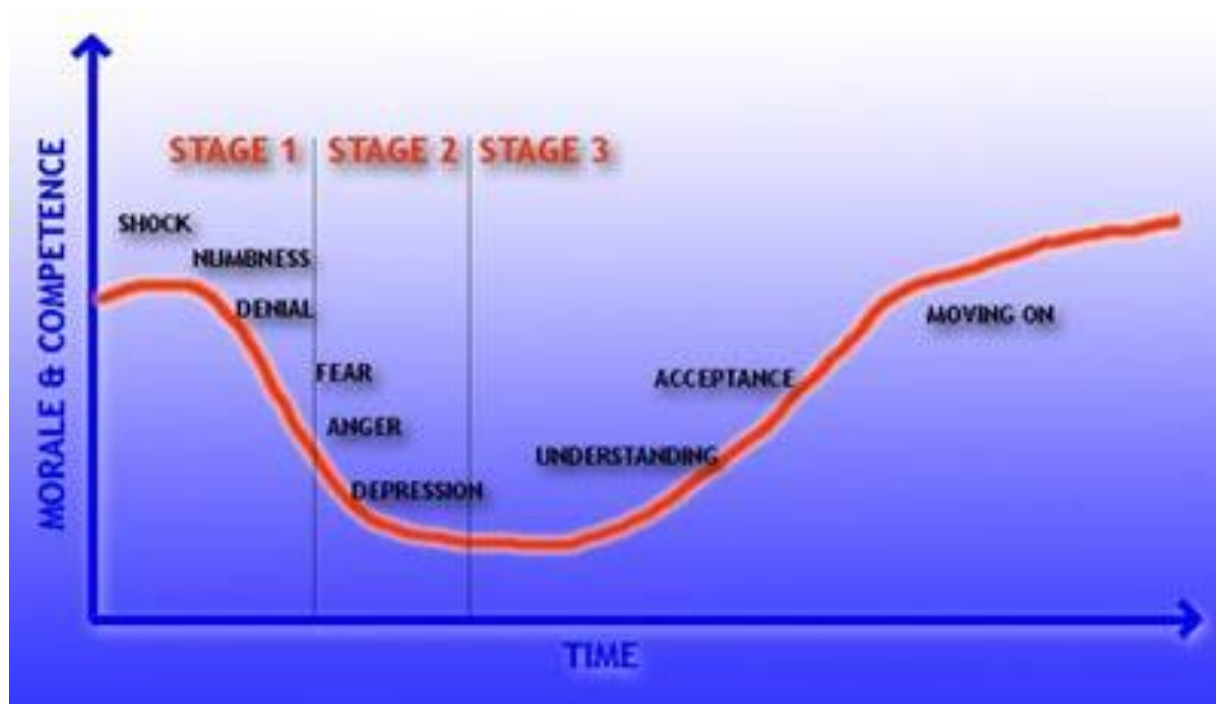 STAGE 1 STAGE 2 STAGE 3
SHOCK
NUMBNESS
DENIAL
FEAR
ANGER
DEPRESSION
UNDERSTANDING
ACCEPTANCE
MOVING ON
MORALE & COMPETENCE
TIME